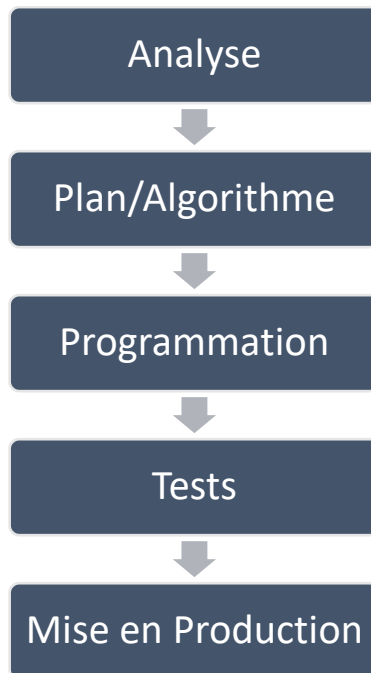 Analyse
Plan/Algorithme
Programmation
Tests
Mise en Production